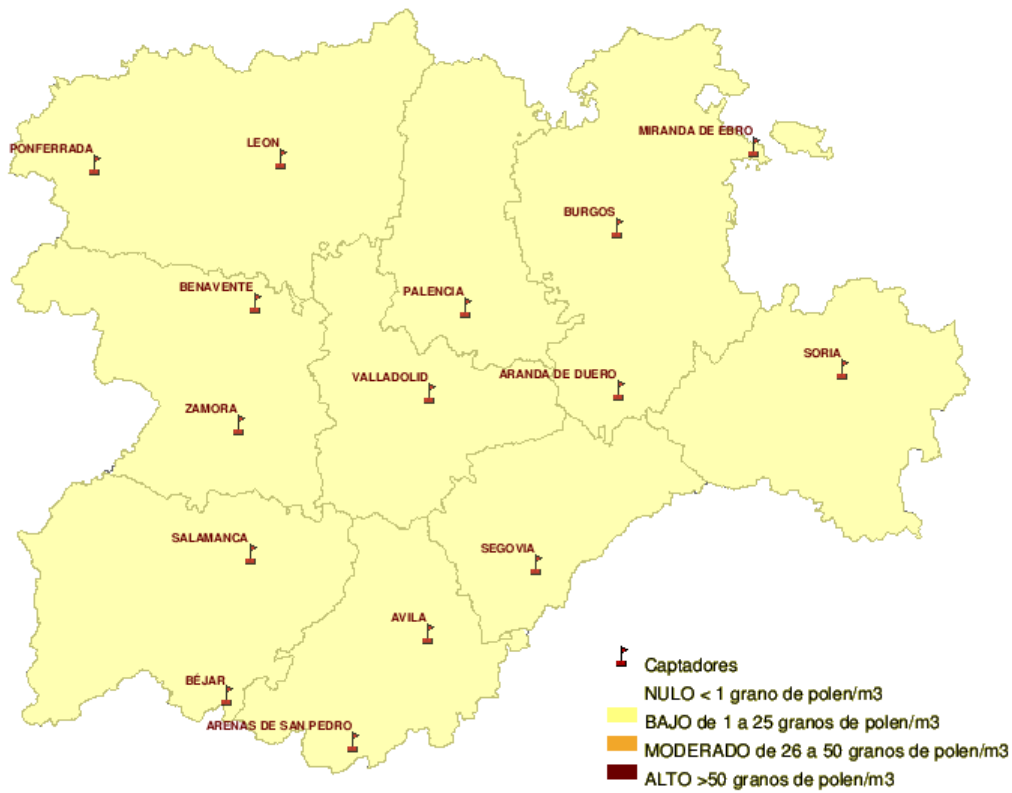 MIRANDA DE EBRO
PONFERRADA
LEON
BURGOS
BENAVENTE
PALENCIA
SORIA
VALLADOLID
ARANDA DE DUERO
ZAMORA
SALAMANCA
SEGOVIA
AVILA
BÉJAR
ARENAS DE SAN PEDRO
Captadores
NULO < 1 grano de polen/m3
BAJO de 1 a 25 granos de polen/m3
MODERADO de 26 a 50 granos de polen/m3
ALTO >50 granos de polen/m3